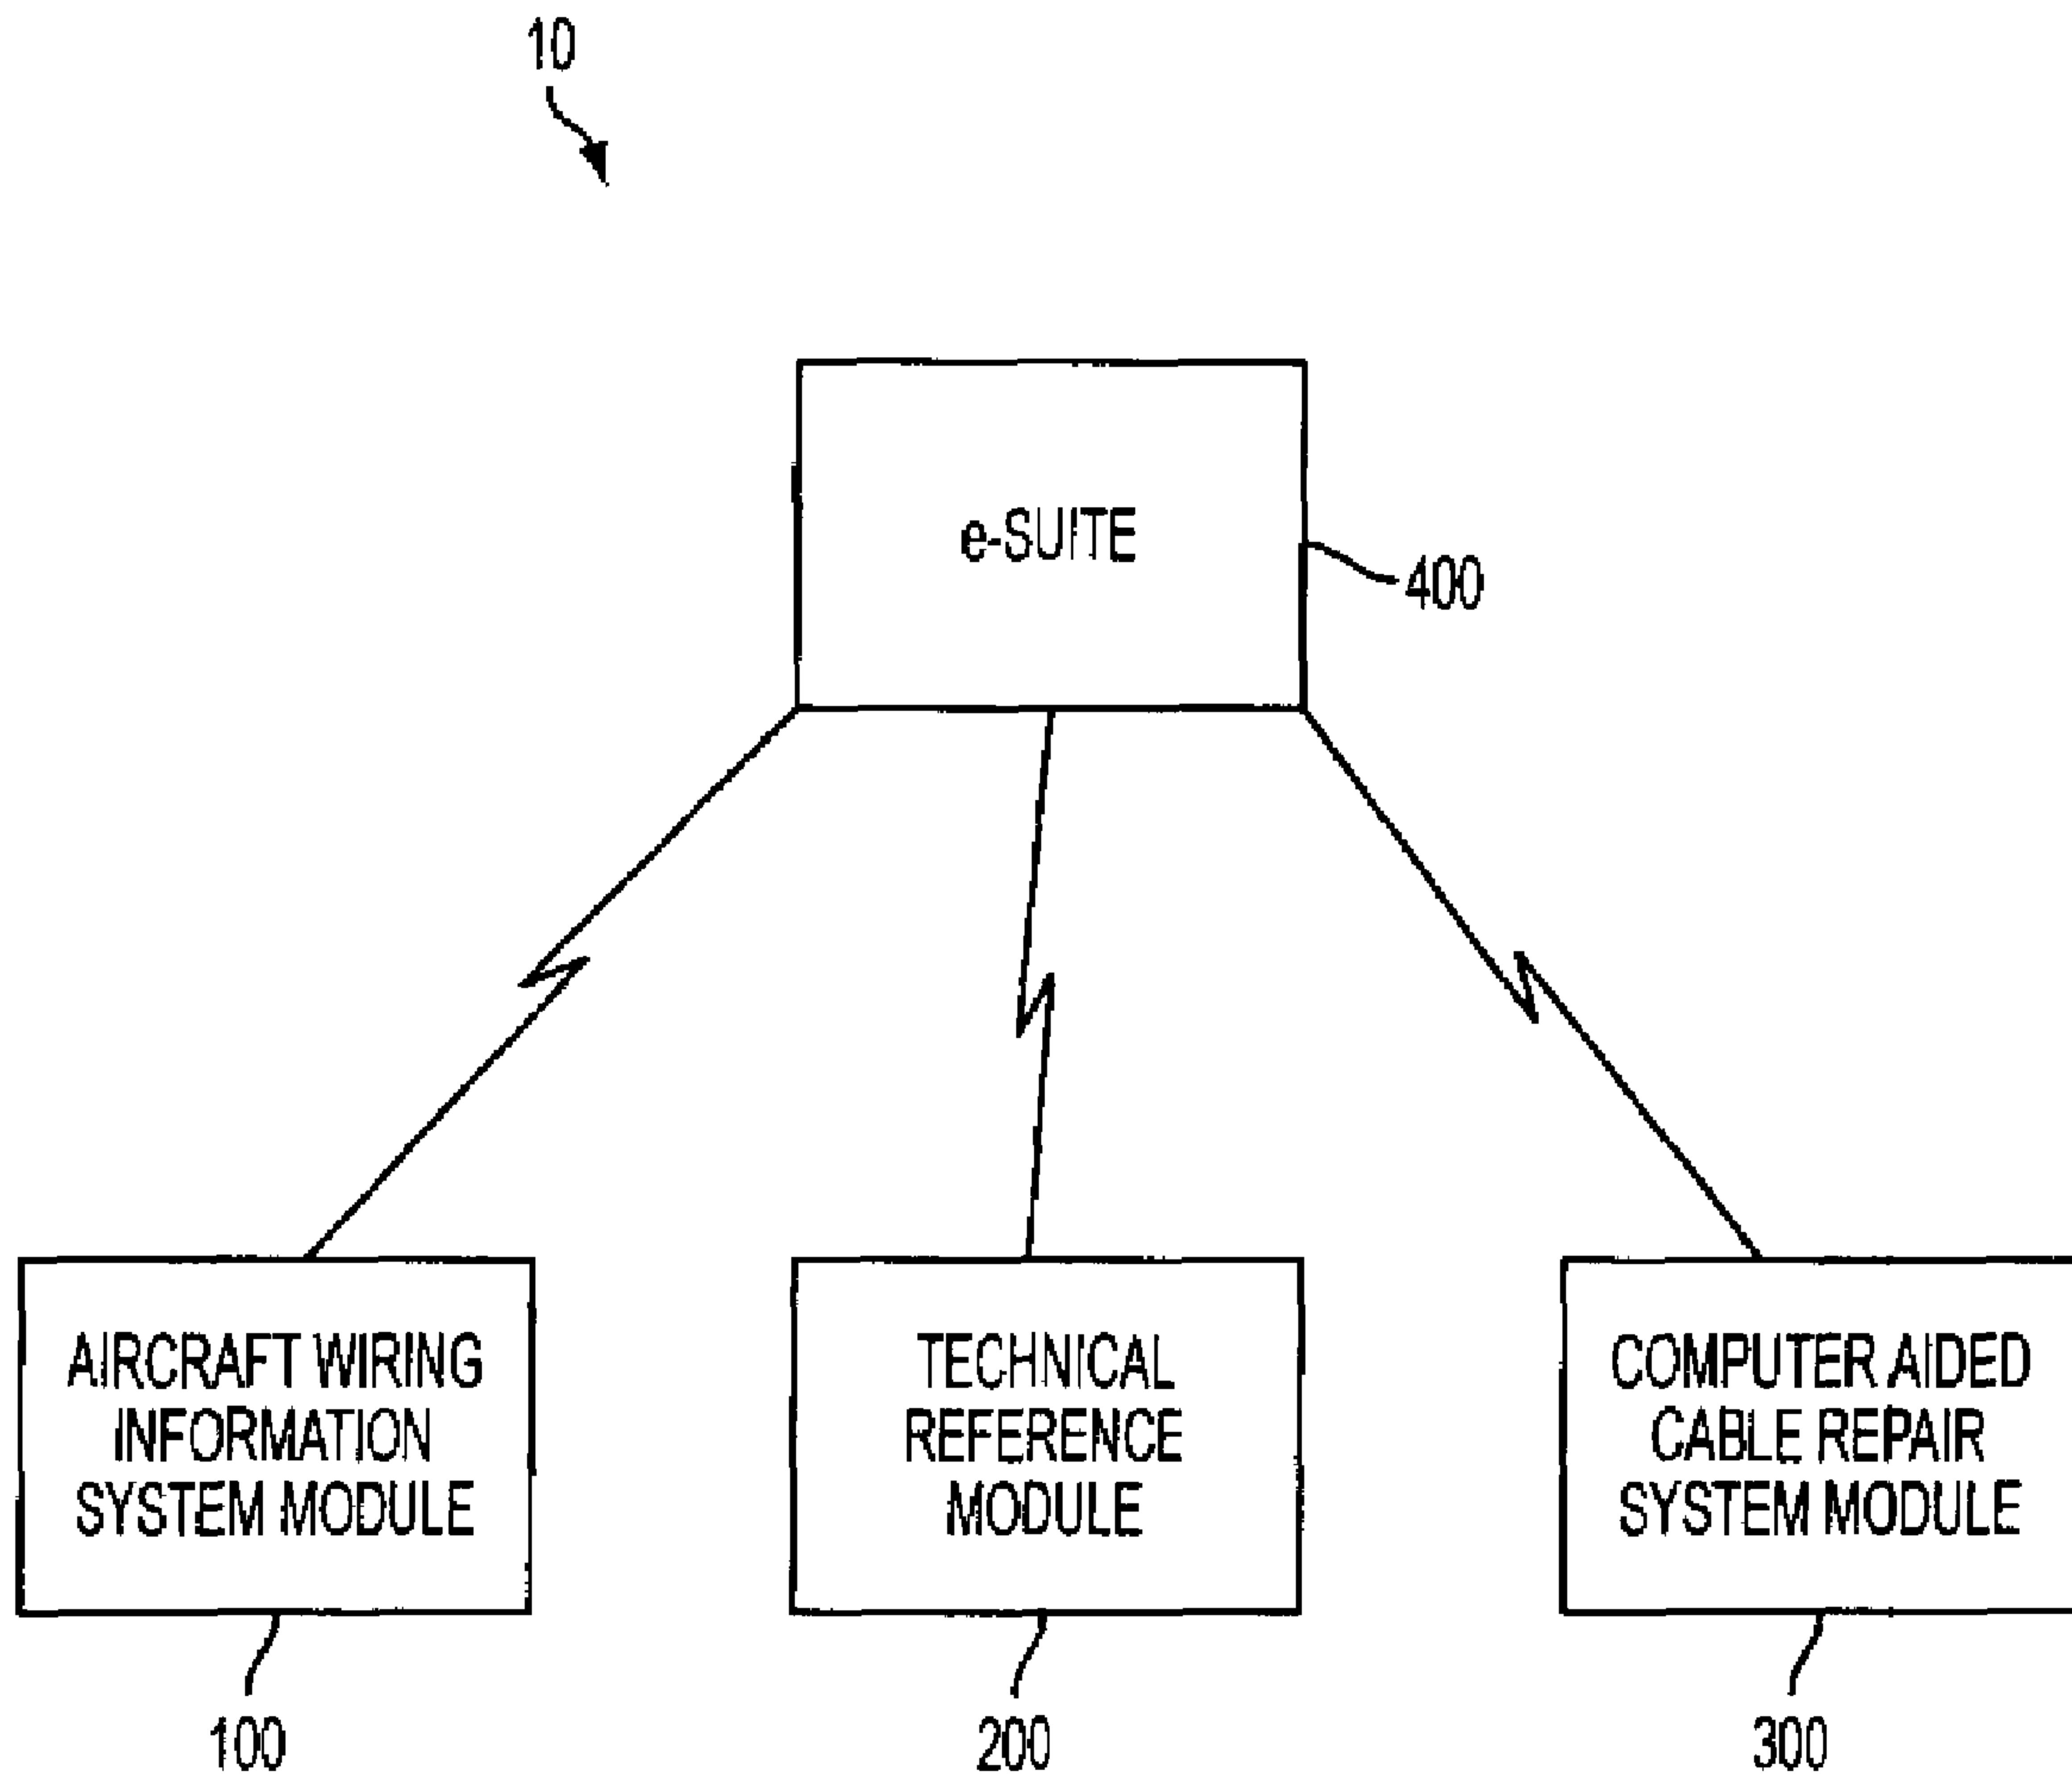 10
e-SUITE
400
AIRCRAFT WIRING
INFORMATION
SYSTEM MODULE
TECHNICAL
REFERENCE
MODULE
COMPUTER AIDED
CABLE REPAIR
SYSTEM MODULE
100
200
300